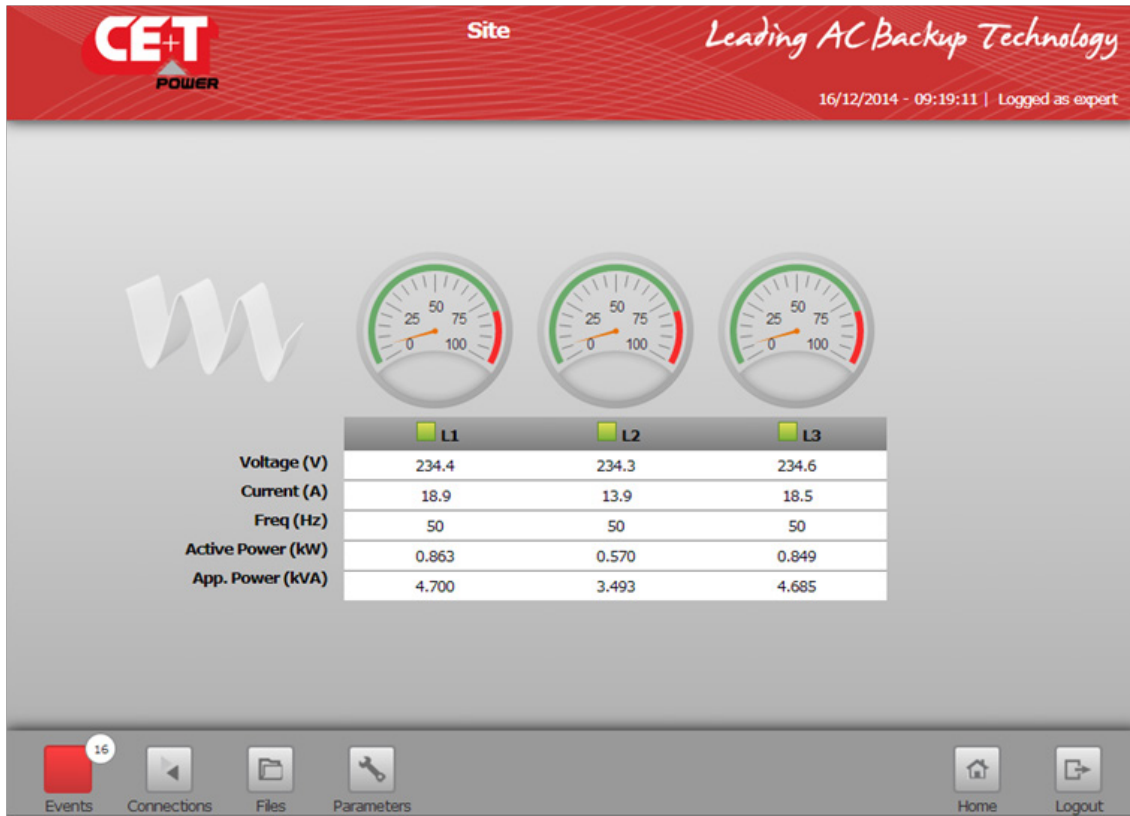 CE+T
POWER
Site
Leading AC Backup Technology
16/12/2014 - 09:19:11 | Logged as expert
0 25 50 75 100
0 25 50 75 100
0 25 50 75 100
L1 L2 L3
Voltage (V) 234.4 234.3 234.6
Current (A) 18.9 13.9 18.5
Freq (Hz) 50 50 50
Active Power (kW) 0.863 0.570 0.849
App. Power (kVA) 4.700 3.493 4.685
16
Events Connections Files Parameters Home Logout